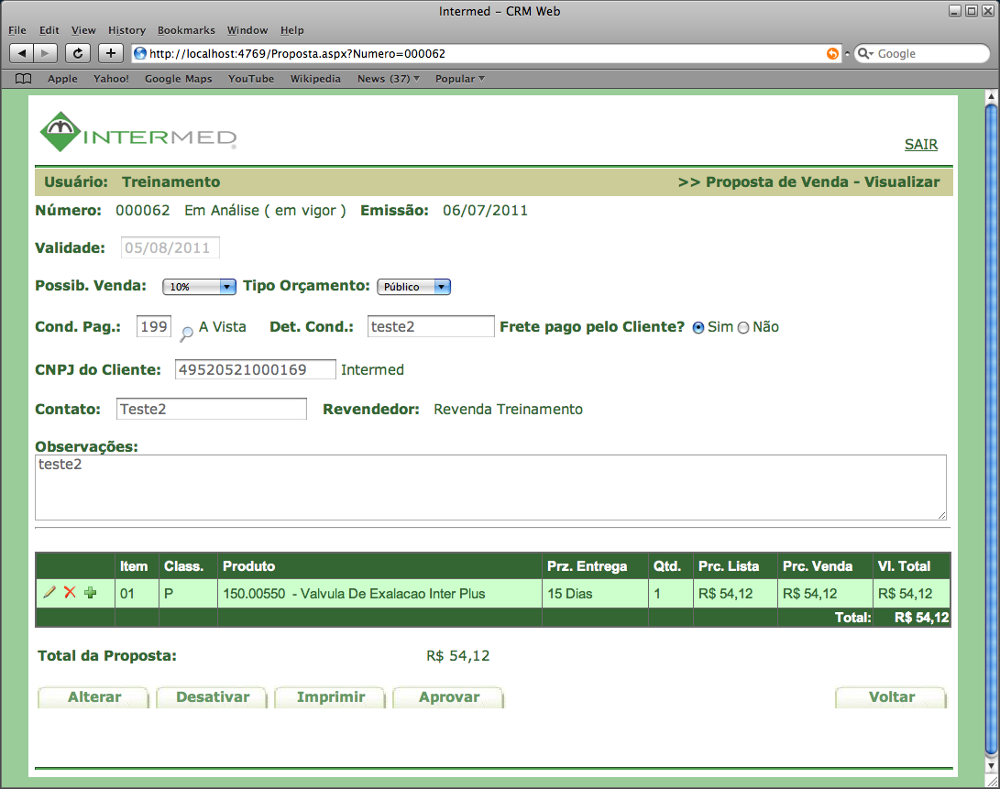 Intermed – CRM Web
File Edit View History Bookmarks Window Help
http://localhost:4769/Proposta.aspx?Numero=000062
Google
Apple Yahoo! Google Maps YouTube Wikipedia News (37) Popular
INTERMED
SAIR
Usuário: Treinamento >> Proposta de Venda - Visualizar
Número: 000062 Em Análise ( em vigor ) Emissão: 06/07/2011
Validade: 05/08/2011
Possib. Venda: 10% Tipo Orçamento: Público
Cond. Pag.: 199 A Vista Det. Cond.: teste2 Frete pago pelo Cliente? Sim Não
CNPJ do Cliente: 49520521000169 Intermed
Contato: Teste2 Revendedor: Revenda Treinamento
Observações:
teste2
Item Class. Produto Prz. Entrega Qtd. Prc. Lista Prc. Venda Vl. Total
01 P 150.00550 - Valvula De Exalacao Inter Plus 15 Dias 1 R$ 54,12 R$ 54,12 R$ 54,12
Total: R$ 54,12
Total da Proposta: R$ 54,12
Alterar Desativar Imprimir Aprovar Voltar